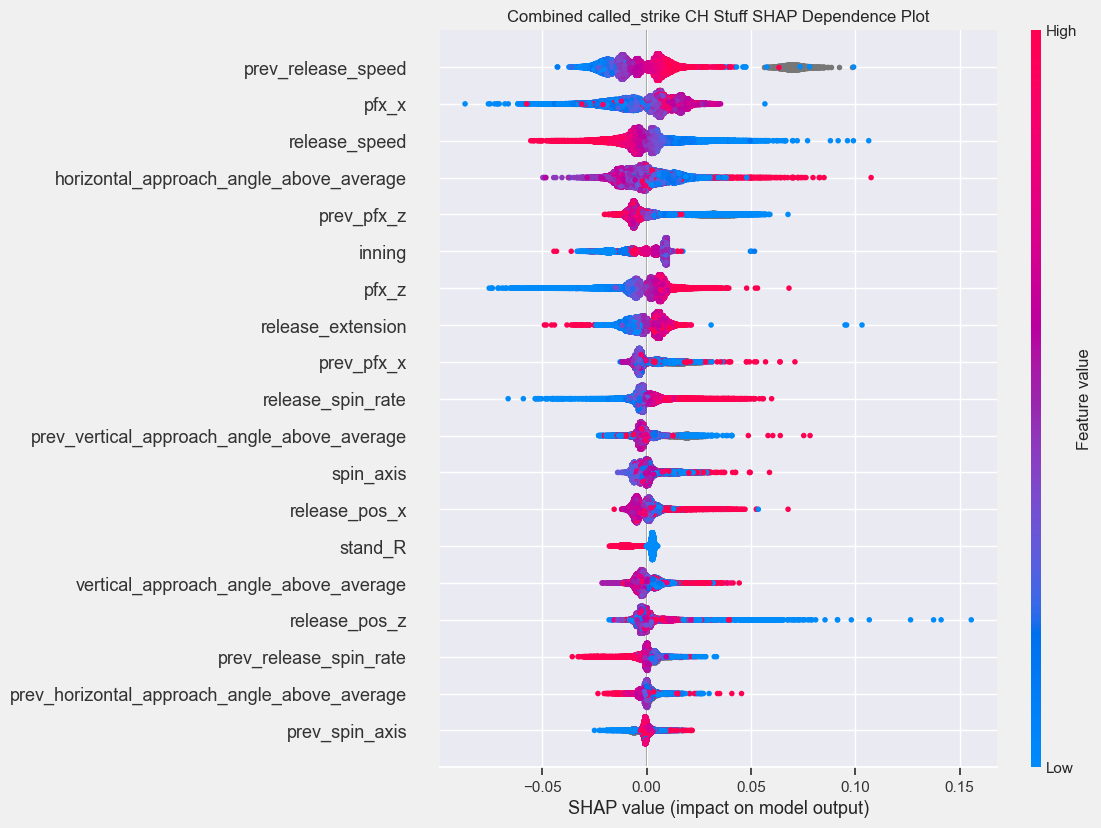 Combined called_strike CH Stuff SHAP Dependence Plot
High
prev_release_speed
pfx_x
release_speed
horizontal_approach_angle_above_average
prev_pfx_z
inning
pfx_z
release_extension
prev_pfx_x
release_spin_rate
prev_vertical_approach_angle_above_average
spin_axis
release_pos_x
stand_R
vertical_approach_angle_above_average
release_pos_z
prev_release_spin_rate
prev_horizontal_approach_angle_above_average
prev_spin_axis
Feature value
Low
−0.05 0.00 0.05 0.10 0.15
SHAP value (impact on model output)